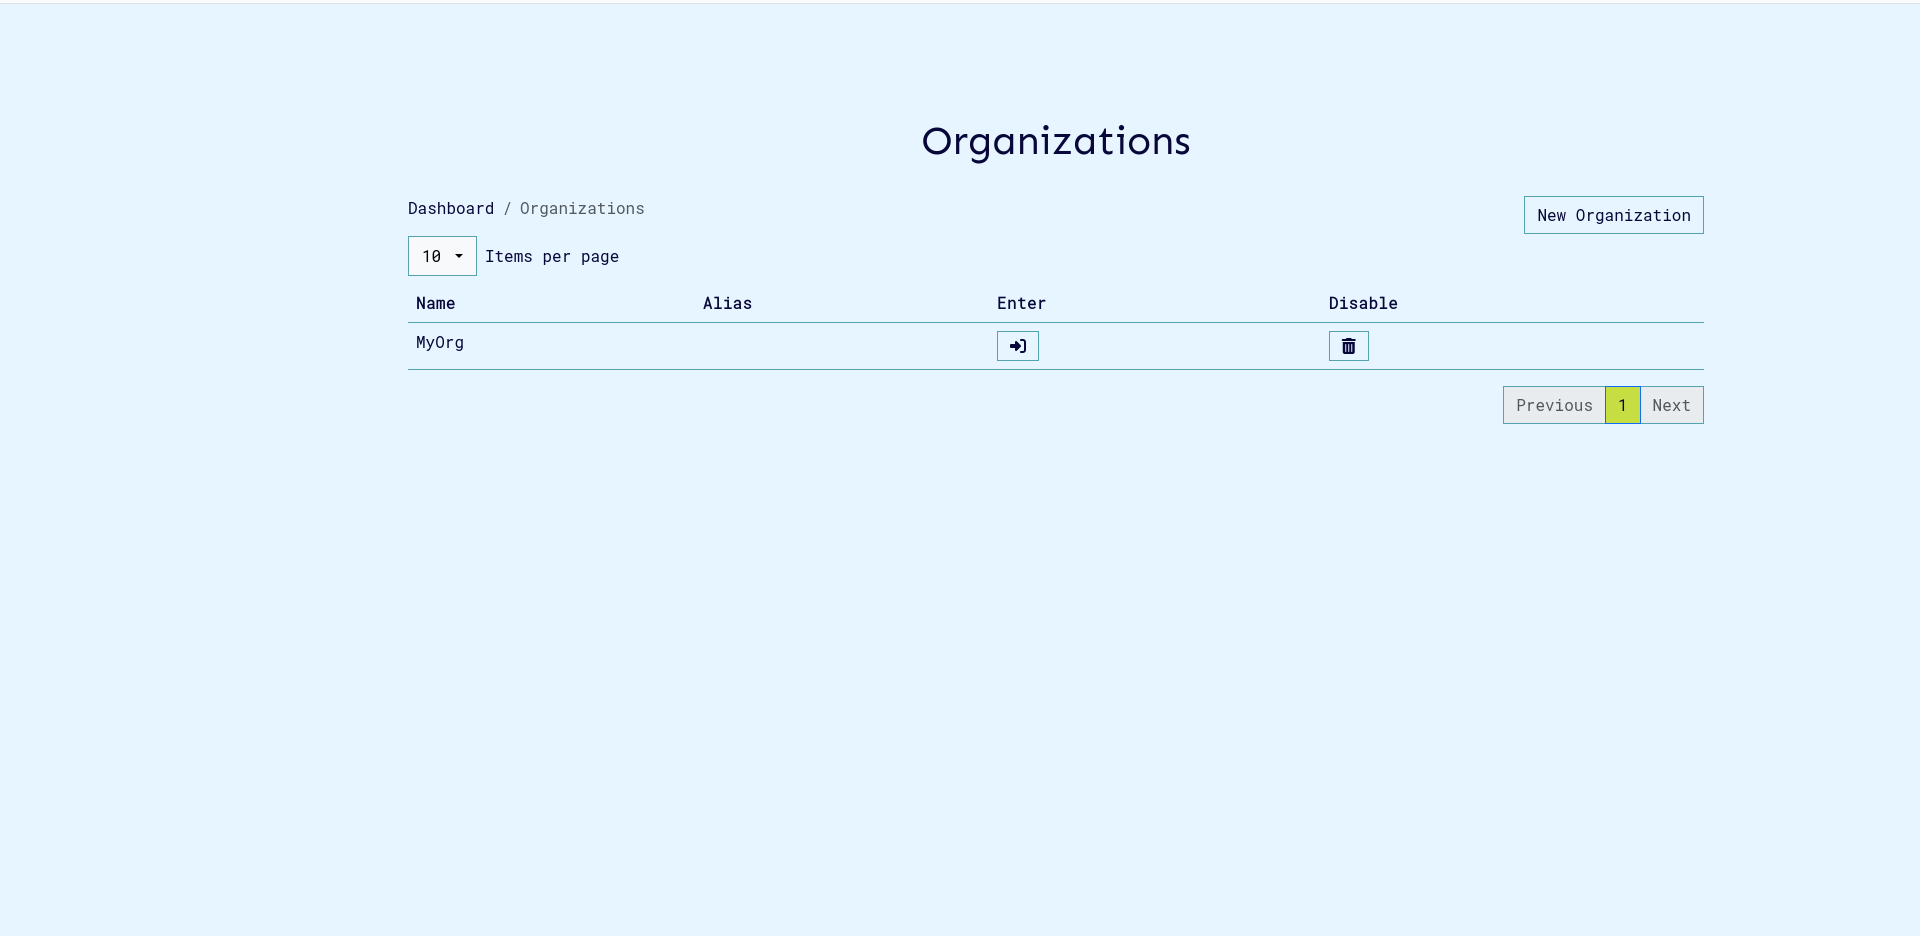 Organizations
Dashboard / Organizations
New Organization
10 Items per page
Name Alias Enter Disable
MyOrg
Previous 1 Next